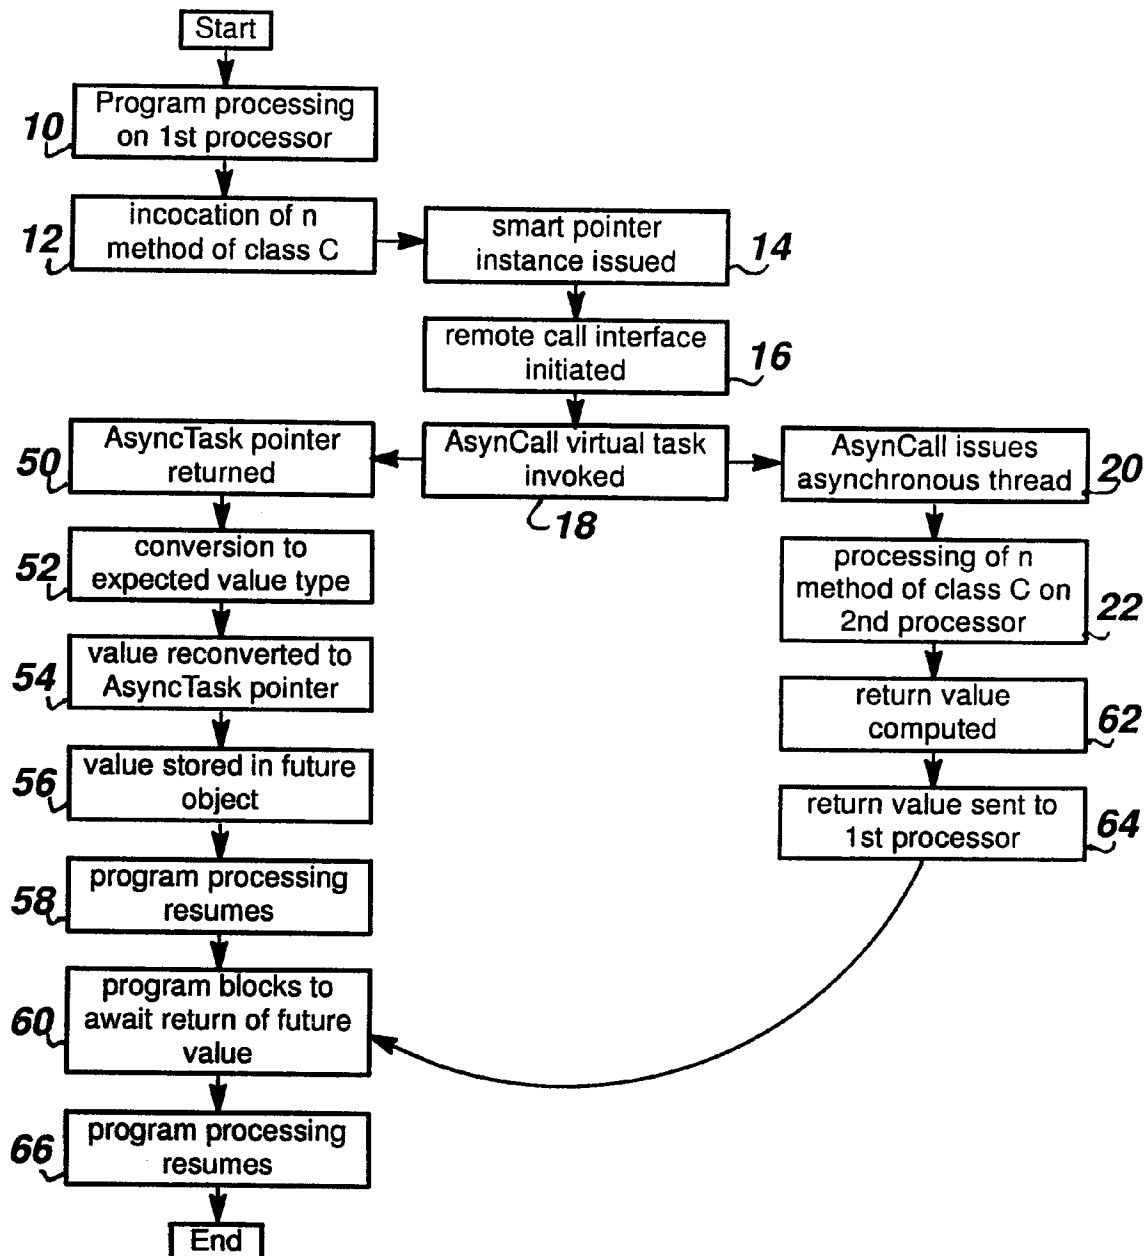 Start
10
Program processing
on 1st processor
12
incocation of n
method of class C
smart pointer
instance issued
14
remote call interface
initiated
16
50
AsyncTask pointer
returned
AsynCall virtual task
invoked
18
AsynCall issues
asynchronous thread
20
52
conversion to
expected value type
processing of n
method of class C on
2nd processor
22
54
value reconverted to
AsyncTask pointer
return value
computed
62
56
value stored in future
object
return value sent to
1st processor
64
58
program processing
resumes
60
program blocks to
await return of future
value
66
program processing
resumes
End